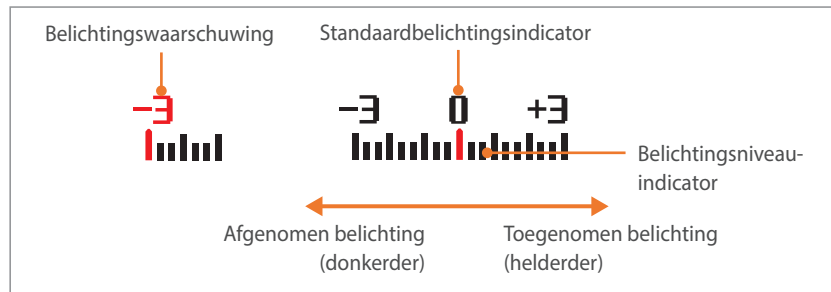 Belichtingswaarschuwing
Standaardbelichtingsindicator
−3
−3 0 +3
Belichtingsniveau-
indicator
Afgenomen belichting
(donkerder)
Toegenomen belichting
(helderder)